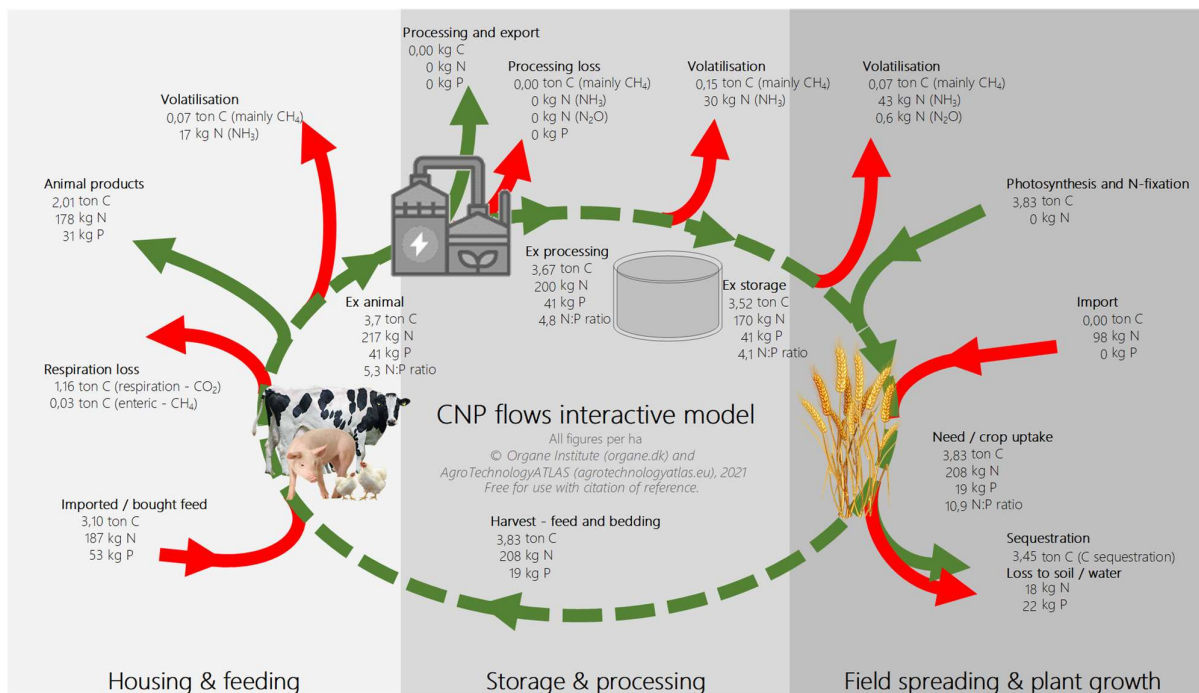 Processing and export
0,00 kg C
0 kg N
0 kg P
Processing loss
0,00 ton C (mainly CH₄)
0 kg N (NH₃)
0 kg N (N₂O)
0 kg P
Volatilisation
0,15 ton C (mainly CH₄)
30 kg N (NH₃)
Volatilisation
0,07 ton C (mainly CH₄)
43 kg N (NH₃)
0,6 kg N (N₂O)
Volatilisation
0,07 ton C (mainly CH₄)
17 kg N (NH₃)
Animal products
2,01 ton C
178 kg N
31 kg P
Photosynthesis and N-fixation
3,83 ton C
0 kg N
Ex processing
3,67 ton C
200 kg N
41 kg P
4,8 N:P ratio
Ex storage
3,52 ton C
170 kg N
41 kg P
4,1 N:P ratio
Ex animal
3,7 ton C
217 kg N
41 kg P
5,3 N:P ratio
Import
0,00 ton C
98 kg N
0 kg P
Respiration loss
1,16 ton C (respiration - CO₂)
0,03 ton C (enteric - CH₄)
CNP flows interactive model
All figures per ha
© Organe Institute (organe.dk) and
AgroTechnologyATLAS (agrotechnologyatlas.eu), 2021
Free for use with citation of reference.
Need / crop uptake
3,83 ton C
208 kg N
19 kg P
10,9 N:P ratio
Imported / bought feed
3,10 ton C
187 kg N
53 kg P
Harvest - feed and bedding
3,83 ton C
208 kg N
19 kg P
Sequestration
3,45 ton C (C sequestration)
Loss to soil / water
18 kg N
22 kg P
Housing & feeding
Storage & processing
Field spreading & plant growth